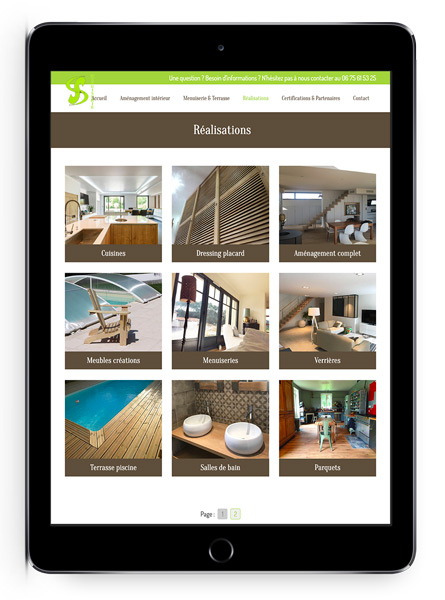 Une question ? Besoin d'informations ? N'hésitez pas à nous contacter au 06 75 81 53 25
Accueil Aménagement intérieur Menuiserie & Terrasse Réalisations Certifications & Partenaires Contact
Réalisations
Cuisines Dressing placard Aménagement complet
Meubles créations Menuiseries Verrières
Terrasse piscine Salles de bain Parquets
Page : 1 2